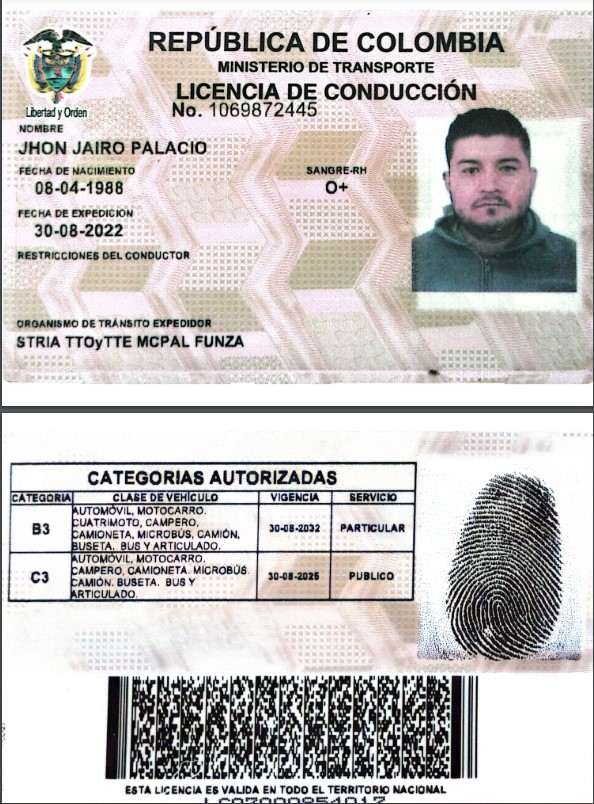 REPÚBLICA DE COLOMBIA
MINISTERIO DE TRANSPORTE
LICENCIA DE CONDUCCIÓN
No. 1069872445
Libertad y Orden
NOMBRE
JHON JAIRO PALACIO
FECHA DE NACIMIENTO SANGRE-RH
08-04-1988 O+
FECHA DE EXPEDICIÓN
30-08-2022
RESTRICCIONES DEL CONDUCTOR
ORGANISMO DE TRÁNSITO EXPEDIDOR
STRIA TTOyTTE MCPAL FUNZA
CATEGORIAS AUTORIZADAS
CATEGORIA CLASE DE VEHÍCULO VIGENCIA SERVICIO
B3 AUTOMÓVIL, MOTOCARRO, CUATRIMOTO, CAMPERO, CAMIONETA, MICROBÚS, CAMIÓN, BUSETA, BUS Y ARTICULADO. 30-08-2032 PARTICULAR
C3 AUTOMÓVIL, MOTOCARRO, CAMPERO, CAMIONETA, MICROBÚS, CAMIÓN, BUSETA, BUS Y ARTICULADO. 30-08-2025 PUBLICO
ESTA LICENCIA ES VALIDA EN TODO EL TERRITORIO NACIONAL